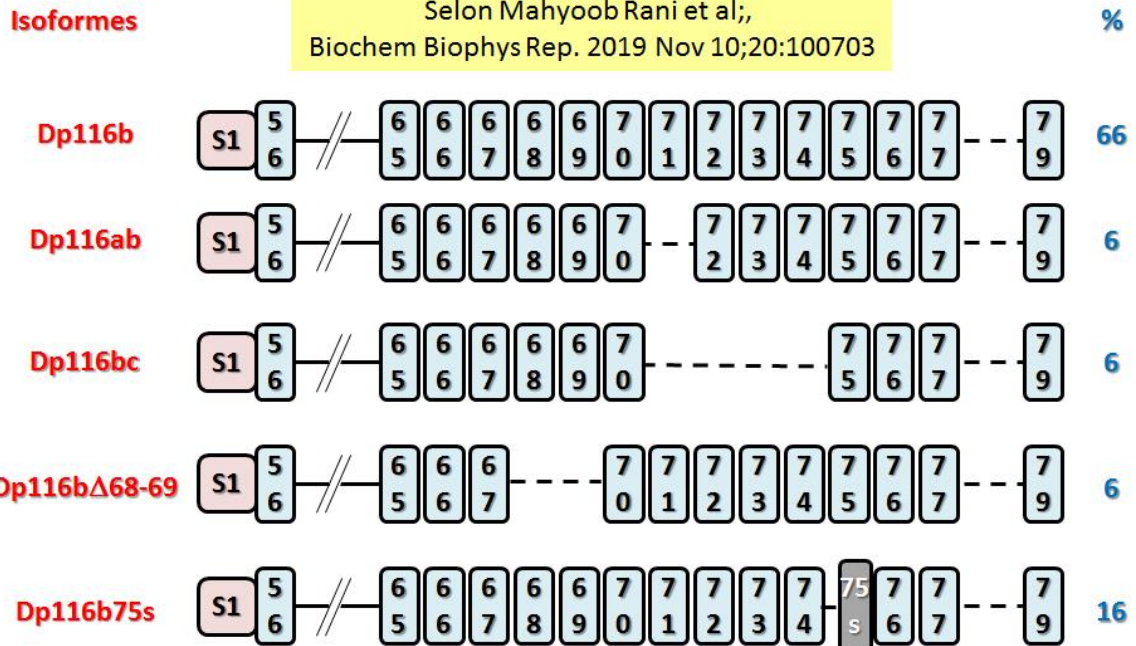 Selon Mahyoob Rani et al;,
Isoformes %
Biochem Biophys Rep. 2019 Nov 10;20:100703
Dp116b S1 56 65 66 67 68 69 70 71 72 73 74 75 76 77 79 66
Dp116ab S1 56 65 66 67 68 69 70 72 73 74 75 76 77 79 6
Dp116bc S1 56 65 66 67 68 69 70 75 76 77 79 6
Dp116bΔ68-69 S1 56 65 66 67 70 71 72 73 74 75 76 77 79 6
Dp116b75s S1 56 65 66 67 68 69 70 71 72 73 74 75s 76 77 79 16